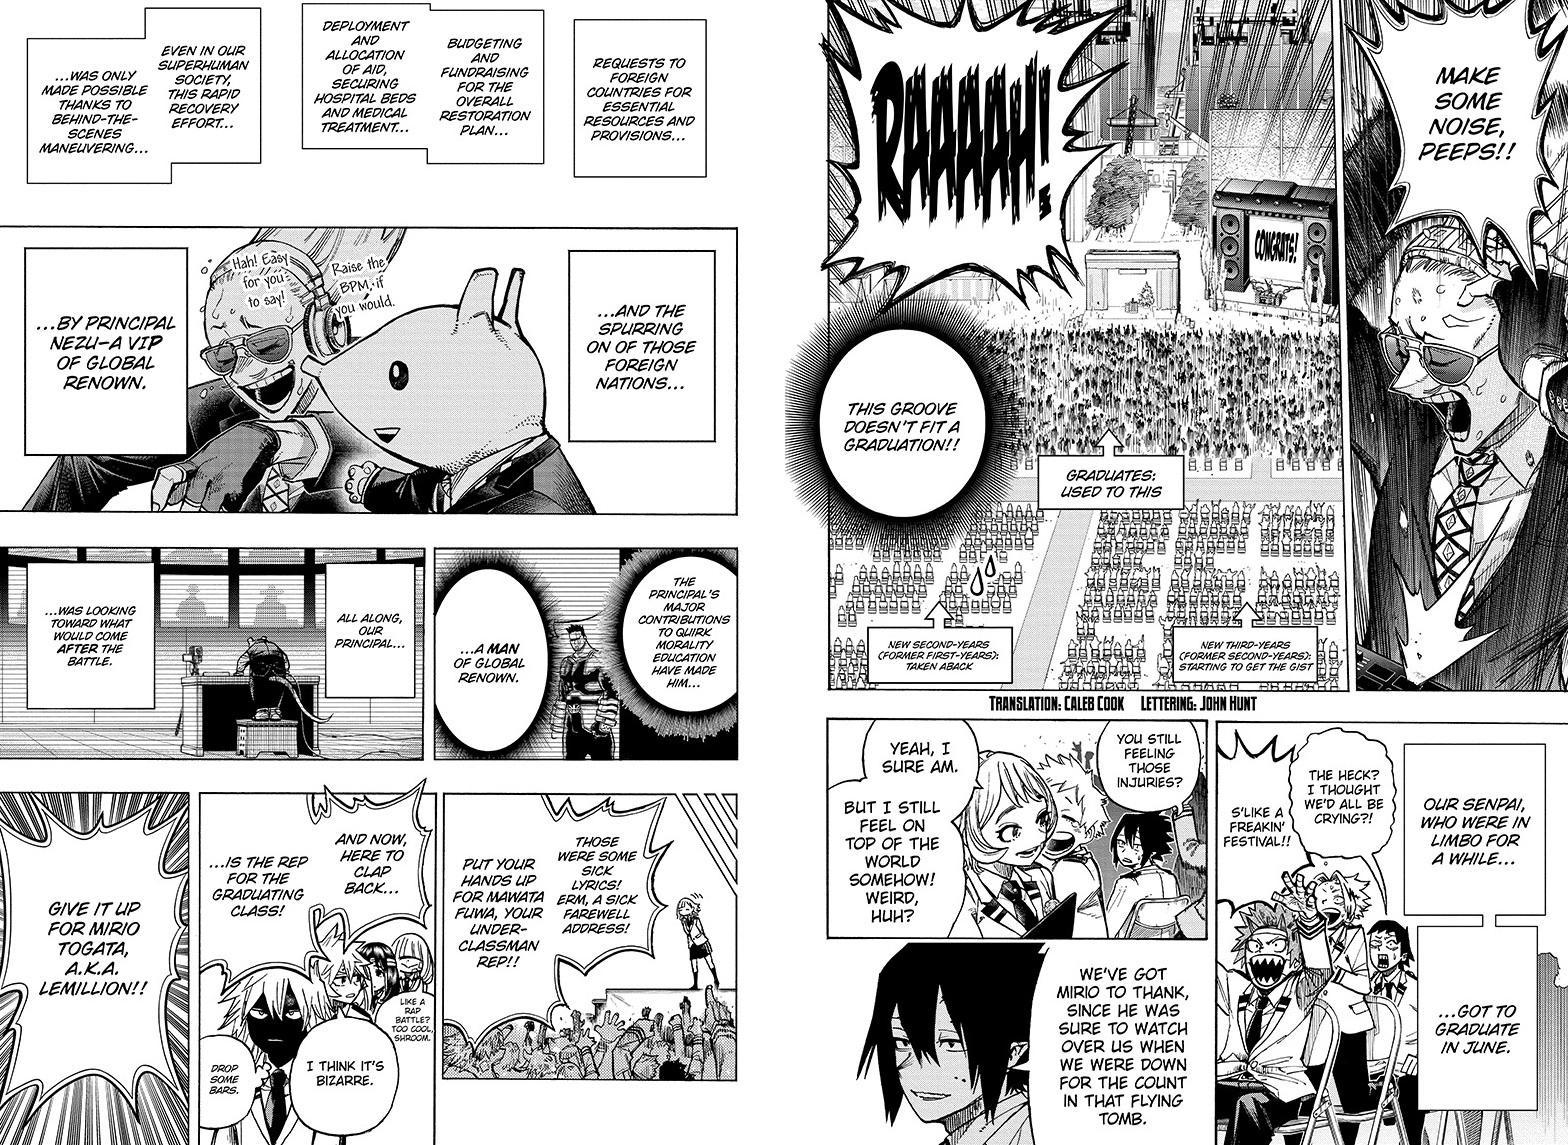 MAKE
SOME
NOISE,
PEEPS!!
RAAAAAH!!
CONGRATS!
THIS GROOVE
DOESN'T FIT A
GRADUATION!!
GRADUATES:
USED TO THIS
NEW THIRD-YEARS
(FORMER SECOND-YEARS):
STARTING TO GET THE GIST
NEW SECOND-YEARS
(FORMER FIRST-YEARS):
TAKEN ABACK
TRANSLATION: CALEB COOK LETTERING: JOHN HUNT
OUR SENPAI,
WHO WERE IN
LIMBO FOR
A WHILE...
THE HECK?
I THOUGHT
WE'D ALL BE
CRYING?!
S'LIKE A
FREAKIN'
FESTIVAL!!
...GOT TO
GRADUATE
IN JUNE.
YOU STILL
FEELING
THOSE
INJURIES?
YEAH, I
SURE AM.
BUT I STILL
FEEL ON
TOP OF THE
WORLD
SOMEHOW!
WEIRD,
HUH?
WE'VE GOT
MIRIO TO THANK,
SINCE HE WAS
SURE TO WATCH
OVER US WHEN
WE WERE DOWN
FOR THE COUNT
IN THAT FLYING
TOMB.
REQUESTS TO
FOREIGN
COUNTRIES FOR
ESSENTIAL
RESOURCES AND
PROVISIONS...
BUDGETING
AND
FUNDRAISING
FOR THE
OVERALL
RESTORATION
PLAN...
DEPLOYMENT
AND
ALLOCATION
OF AID,
SECURING
HOSPITAL BEDS
AND MEDICAL
TREATMENT...
EVEN IN OUR
SUPERHUMAN
SOCIETY,
THIS RAPID
RECOVERY
EFFORT...
...WAS ONLY
MADE POSSIBLE
THANKS TO
BEHIND-THE-
SCENES
MANEUVERING...
...AND THE
SPURRING
ON OF THOSE
FOREIGN
NATIONS...
Raise the
BPM, if
you would.
Hah! Easy
for you
to say!
...BY PRINCIPAL
NEZU–A VIP
OF GLOBAL
RENOWN.
THE
PRINCIPAL'S
MAJOR
CONTRIBUTIONS
TO QUIRK
MORALITY
EDUCATION
HAVE MADE
HIM...
...A MAN
OF GLOBAL
RENOWN.
ALL ALONG,
OUR
PRINCIPAL...
...WAS LOOKING
TOWARD WHAT
WOULD COME
AFTER THE
BATTLE.
THOSE
WERE SOME
SICK
LYRICS!
ERM, A SICK
FAREWELL
ADDRESS!
PUT YOUR
HANDS UP
FOR MAWATA
FUWA, YOUR
UNDER-
CLASSMAN
REP!!
AND NOW,
HERE TO
CLAP
BACK...
...IS THE REP
FOR THE
GRADUATING
CLASS!
LIKE A
RAP
BATTLE?
TOO COOL,
SHROOM.
I THINK IT'S
BIZARRE.
DROP
SOME
BARS.
GIVE IT UP
FOR MIRIO
TOGATA,
A.K.A.
LEMILLION!!